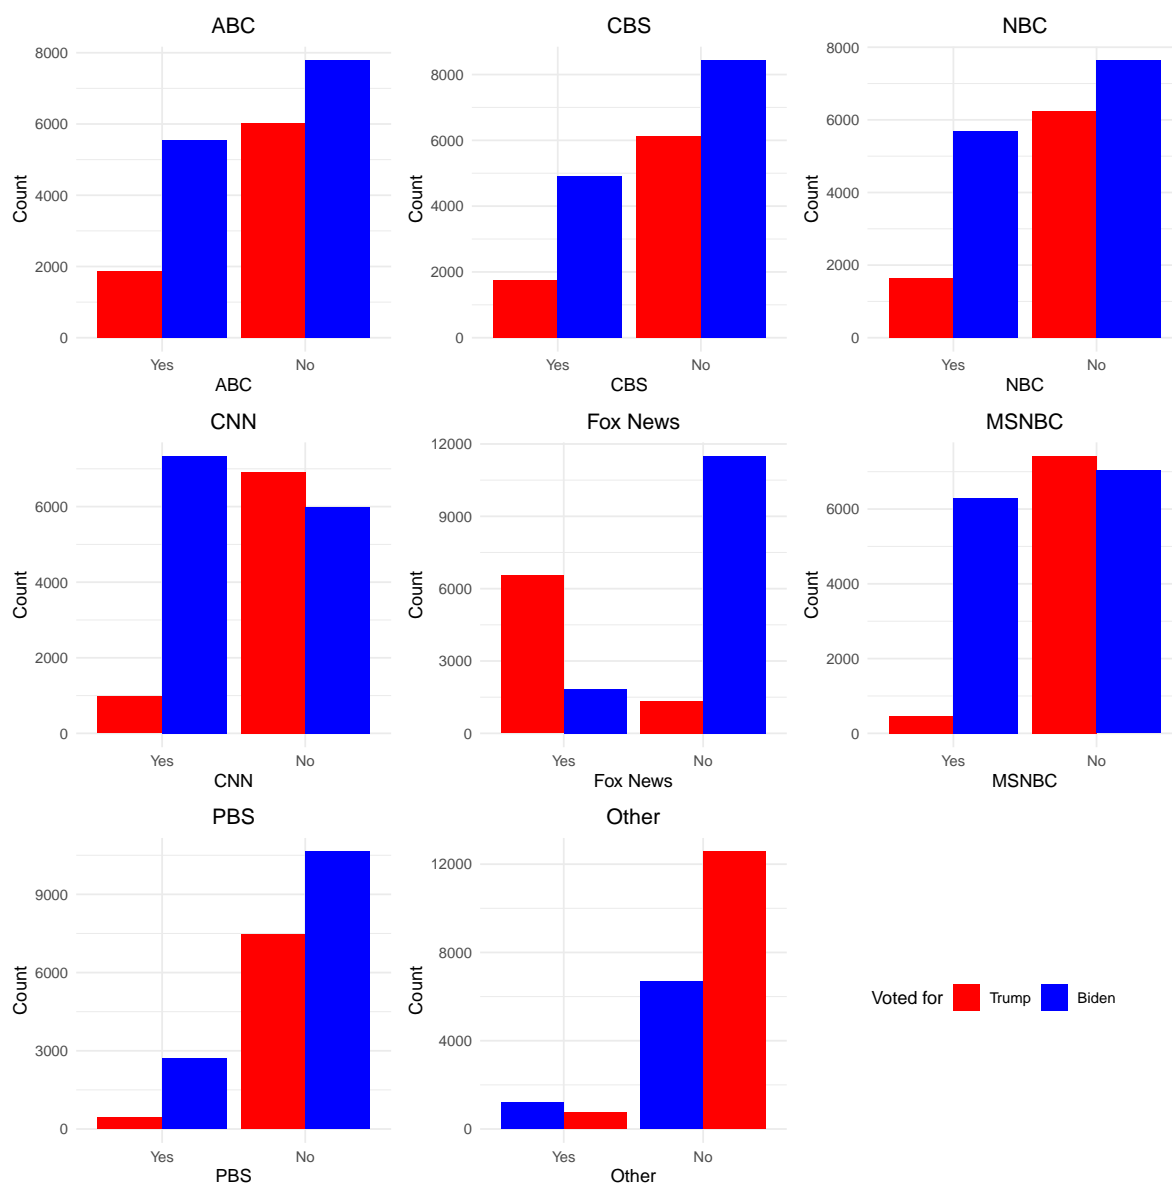 ABC
8000
6000
4000
2000
0
Count
Yes No
ABC
CBS
8000
6000
4000
2000
0
Count
Yes No
CBS
NBC
8000
6000
4000
2000
0
Count
Yes No
NBC
CNN
6000
4000
2000
0
Count
Yes No
CNN
Fox News
12000
9000
6000
3000
0
Count
Yes No
Fox News
MSNBC
6000
4000
2000
0
Count
Yes No
MSNBC
PBS
9000
6000
3000
0
Count
Yes No
PBS
Other
12000
8000
4000
0
Count
Yes No
Other
Voted for Trump Biden